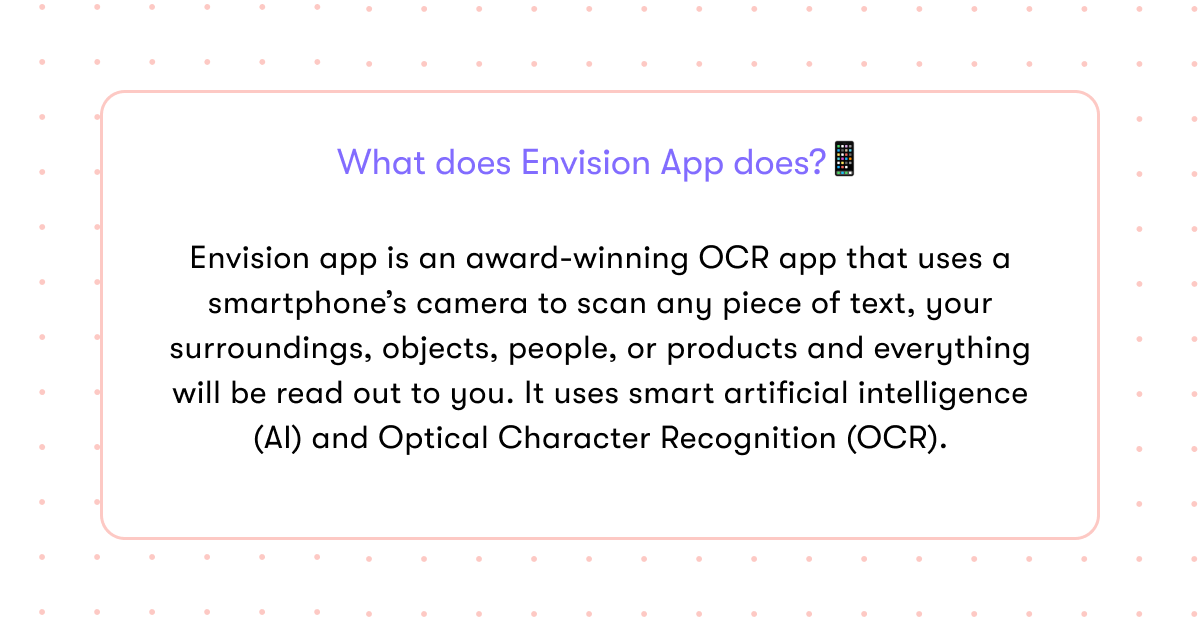 What does Envision App does?📱
Envision app is an award-winning OCR app that uses a
smartphone’s camera to scan any piece of text, your
surroundings, objects, people, or products and everything
will be read out to you. It uses smart artificial intelligence
(AI) and Optical Character Recognition (OCR).